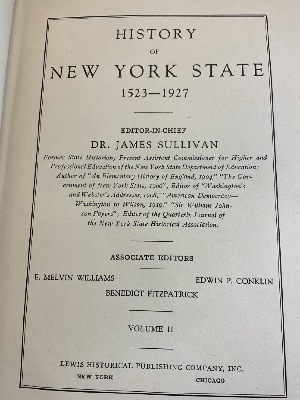 HISTORY
OF
NEW YORK STATE
1523—1927
EDITOR-IN-CHIEF
DR. JAMES SULLIVAN
Former State Historian; Present Assistant Commissioner for Higher and
Professional Education of the New York State Department of Education;
Author of "An Elementary History of England, 1904," "The Gov-
ernment of New York State, 1906"; Editor of "Washington's
and Webster's Addresses, 1908," "American Democracy—
Washington to Wilson, 1919," "Sir William John-
son Papers"; Editor of the Quarterly Journal of
the New York State Historical Association.
ASSOCIATE EDITORS
E. MELVIN WILLIAMS EDWIN P. CONKLIN
BENEDICT FITZPATRICK
VOLUME II
LEWIS HISTORICAL PUBLISHING COMPANY, INC.
NEW YORK CHICAGO